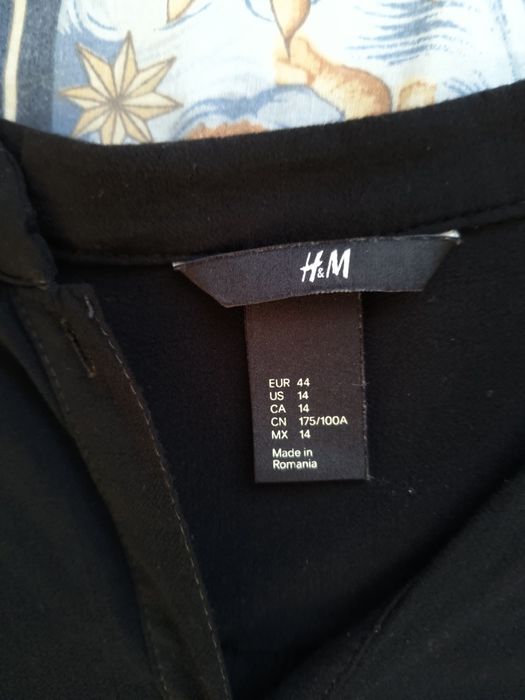 H&M
EUR 44
US 14
CA 14
CN 175/100A
MX 14
Made in
Romania